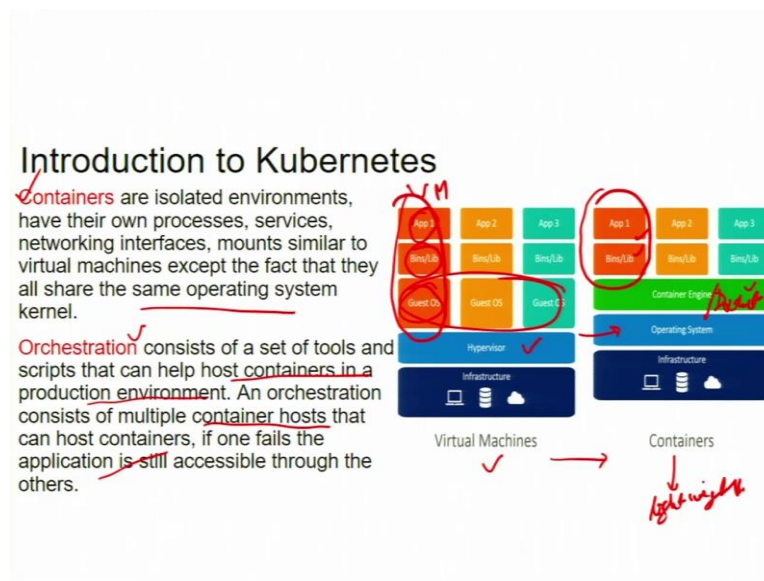 Introduction to Kubernetes
Containers are isolated environments,
have their own processes, services,
networking interfaces, mounts similar to
virtual machines except the fact that they
all share the same operating system
kernel.
Orchestration consists of a set of tools and
scripts that can help host containers in a
production environment. An orchestration
consists of multiple container hosts that
can host containers, if one fails the
application is still accessible through the
others.
VM
App 1 App 2 App 3
Bins/Lib Bins/Lib Bins/Lib
Guest OS Guest OS Guest OS
Hypervisor
Infrastructure
Virtual Machines
App 1 App 2 App 3
Bins/Lib Bins/Lib Bins/Lib
Container Engine
Operating System
Infrastructure
Containers
lightweight